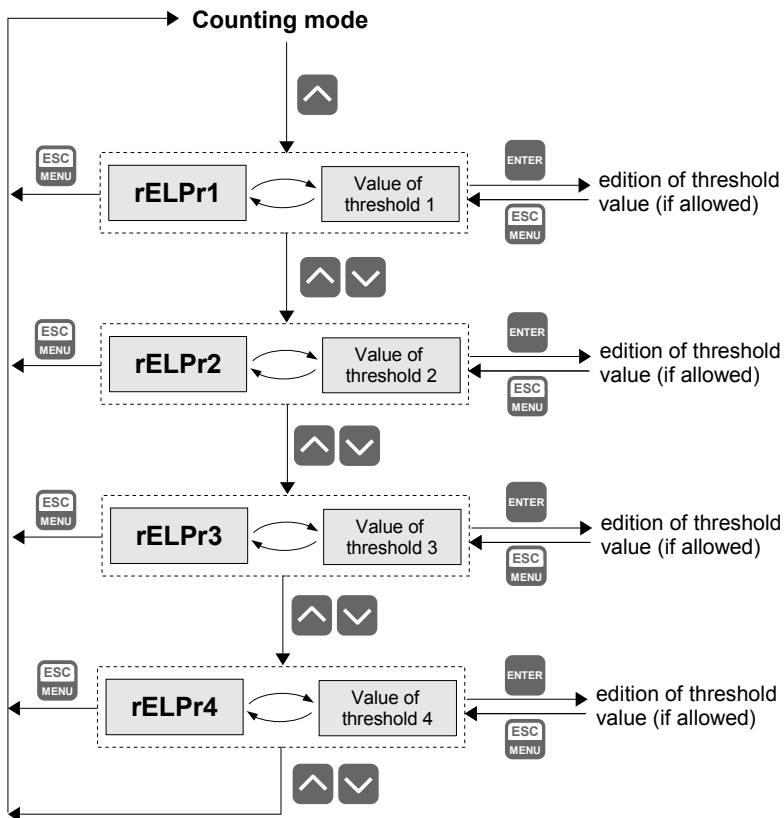 Counting mode
ESC
MENU
rELPr1
Value of
threshold 1
ENTER
ESC
MENU
edition of threshold
value (if allowed)
ESC
MENU
rELPr2
Value of
threshold 2
ENTER
ESC
MENU
edition of threshold
value (if allowed)
ESC
MENU
rELPr3
Value of
threshold 3
ENTER
ESC
MENU
edition of threshold
value (if allowed)
ESC
MENU
rELPr4
Value of
threshold 4
ENTER
ESC
MENU
edition of threshold
value (if allowed)